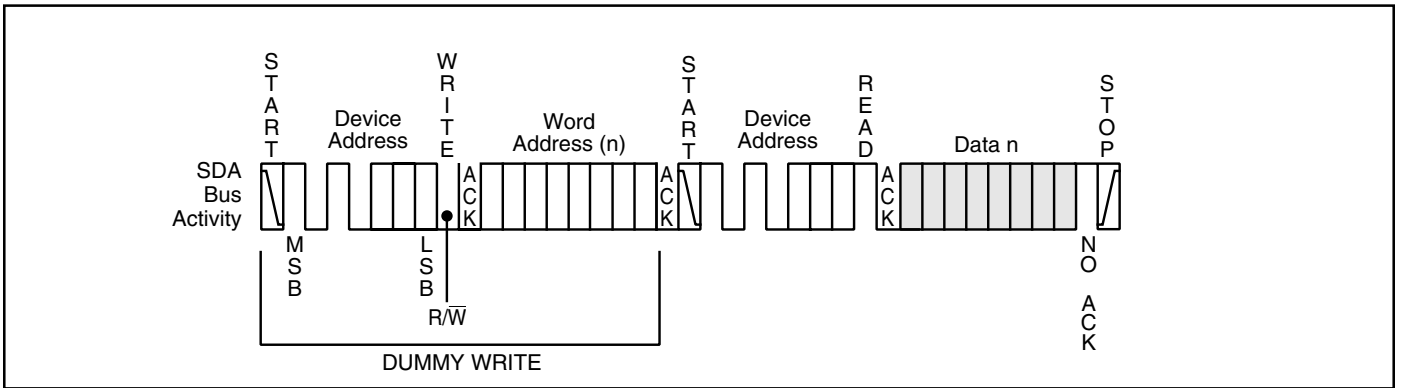 START
WRITE
START
READ
STOP
Device
Address
Word
Address (n)
Device
Address
Data n
SDA
Bus
Activity
ACK
ACK
ACK
MSB
LSB
R/W̅
NO ACK
DUMMY WRITE